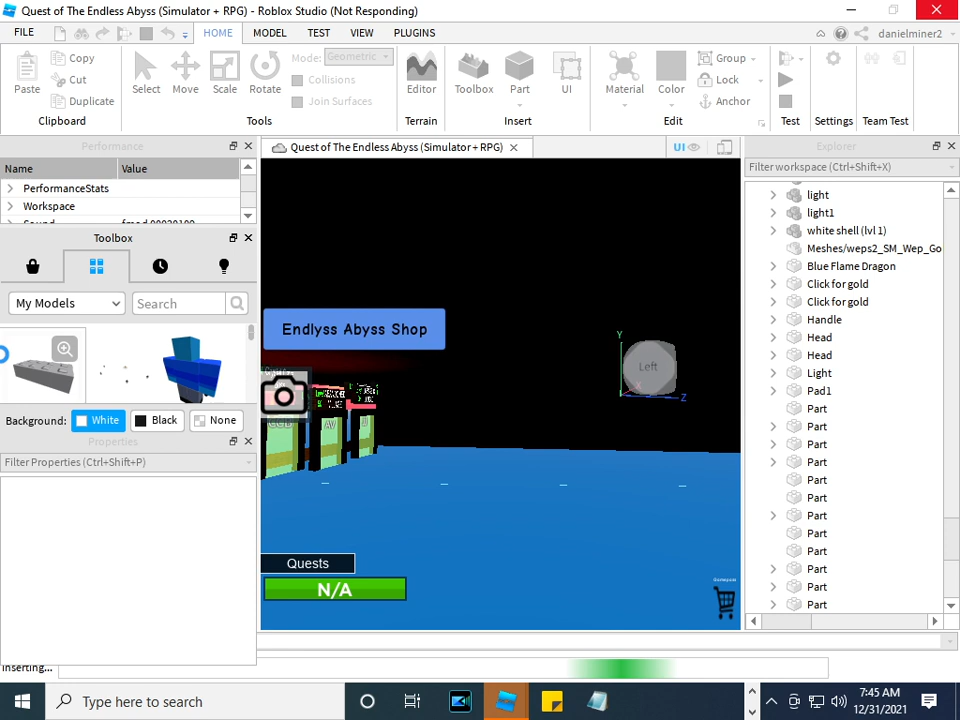 Quest of the Endless Abyss (Simulator + RPG) - Roblox Studio (Not Responding)
FILE HOME MODEL TEST VIEW PLUGINS danielminer2
Paste Copy Cut Duplicate Select Move Scale Rotate Mode: Geometric Collisions Join Surfaces Editor Toolbox Part UI Material Color Group Lock Anchor
Clipboard Tools Terrain Insert Edit Test Settings Team Test
Performance
Name Value
PerformanceStats
Workspace
Toolbox
My Models Search
Background: White Black None
Properties
Filter Properties (Ctrl+Shift+P)
Quest of The Endless Abyss (Simulator + RPG)
UI
Endlyss Abyss Shop
Left
Y
Z
Quests
N/A
Explorer
Filter workspace (Ctrl+Shift+X)
light
light1
white shell (lvl 1)
Meshes/weps2_SM_Wep_Go
Blue Flame Dragon
Click for gold
Click for gold
Handle
Head
Head
Light
Pad1
Part
Part
Part
Part
Part
Part
Part
Part
Part
Part
Part
Part
Inserting...
Type here to search
7:45 AM
12/31/2021